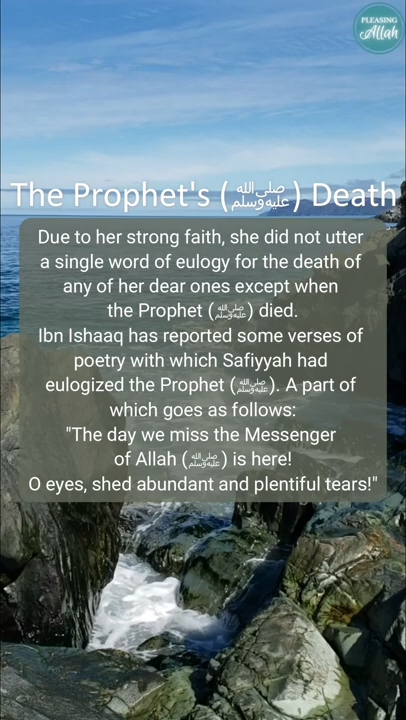 PLEASING
Allah
The Prophet's (ﷺ) Death
Due to her strong faith, she did not utter
a single word of eulogy for the death of
any of her dear ones except when
the Prophet (ﷺ) died.
Ibn Ishaaq has reported some verses of
poetry with which Safiyyah had
eulogized the Prophet (ﷺ). A part of
which goes as follows:
"The day we miss the Messenger
of Allah (ﷺ) is here!
O eyes, shed abundant and plentiful tears!"